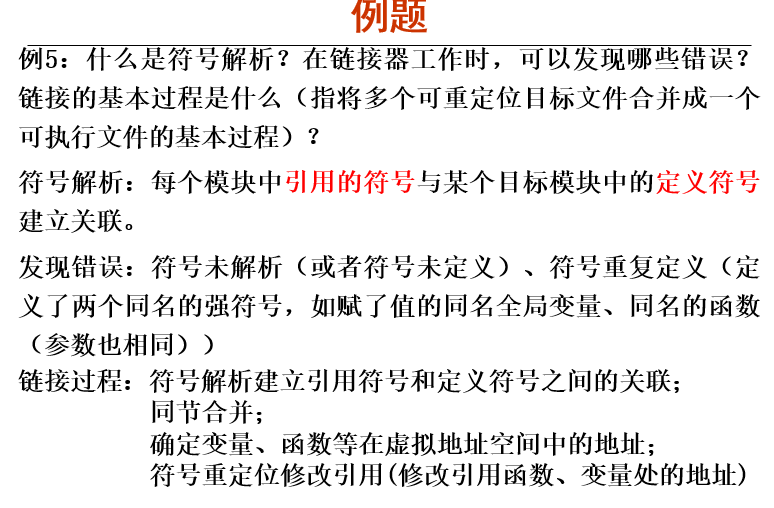 例题
例5：什么是符号解析？在链接器工作时，可以发现哪些错误？
链接的基本过程是什么（指将多个可重定位目标文件合并成一个
可执行文件的基本过程）？
符号解析：每个模块中引用的符号与某个目标模块中的定义符号
建立关联。
发现错误：符号未解析（或者符号未定义）、符号重复定义（定
义了两个同名的强符号，如赋了值的同名全局变量、同名的函数
（参数也相同））
链接过程：符号解析建立引用符号和定义符号之间的关联；
同节合并；
确定变量、函数等在虚拟地址空间中的地址；
符号重定位修改引用(修改引用函数、变量处的地址)